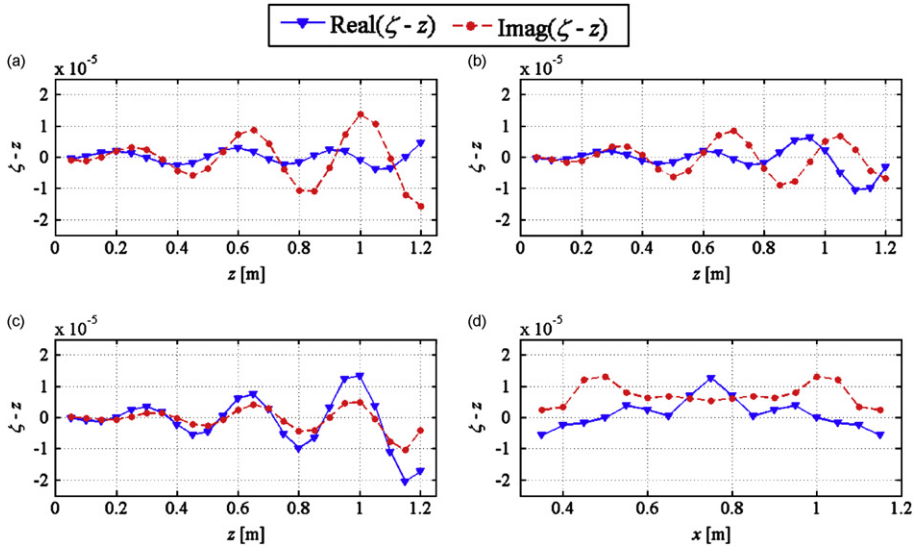 Real(ζ - z) Imag(ζ - z)
(a)
x 10^-5
2
1
0
-1
-2
ζ - z
0 0.2 0.4 0.6 0.8 1 1.2
z [m]
(b)
x 10^-5
2
1
0
-1
-2
ζ - z
0 0.2 0.4 0.6 0.8 1 1.2
z [m]
(c)
x 10^-5
2
1
0
-1
-2
ζ - z
0 0.2 0.4 0.6 0.8 1 1.2
z [m]
(d)
x 10^-5
2
1
0
-1
-2
ζ - z
0.4 0.6 0.8 1 1.2
x [m]